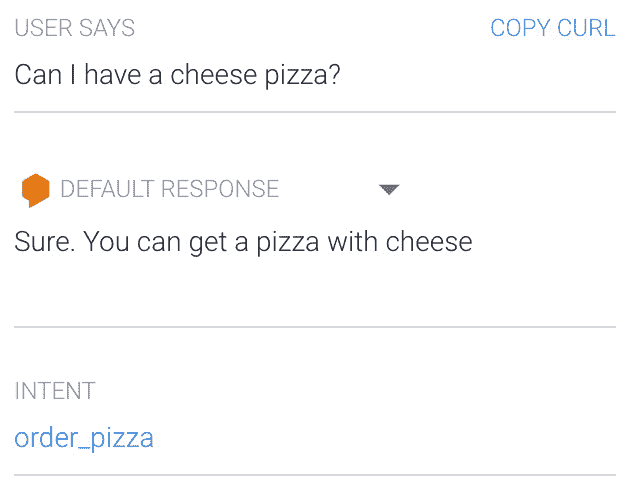 USER SAYS COPY CURL
Can I have a cheese pizza?
DEFAULT RESPONSE
Sure. You can get a pizza with cheese
INTENT
order_pizza